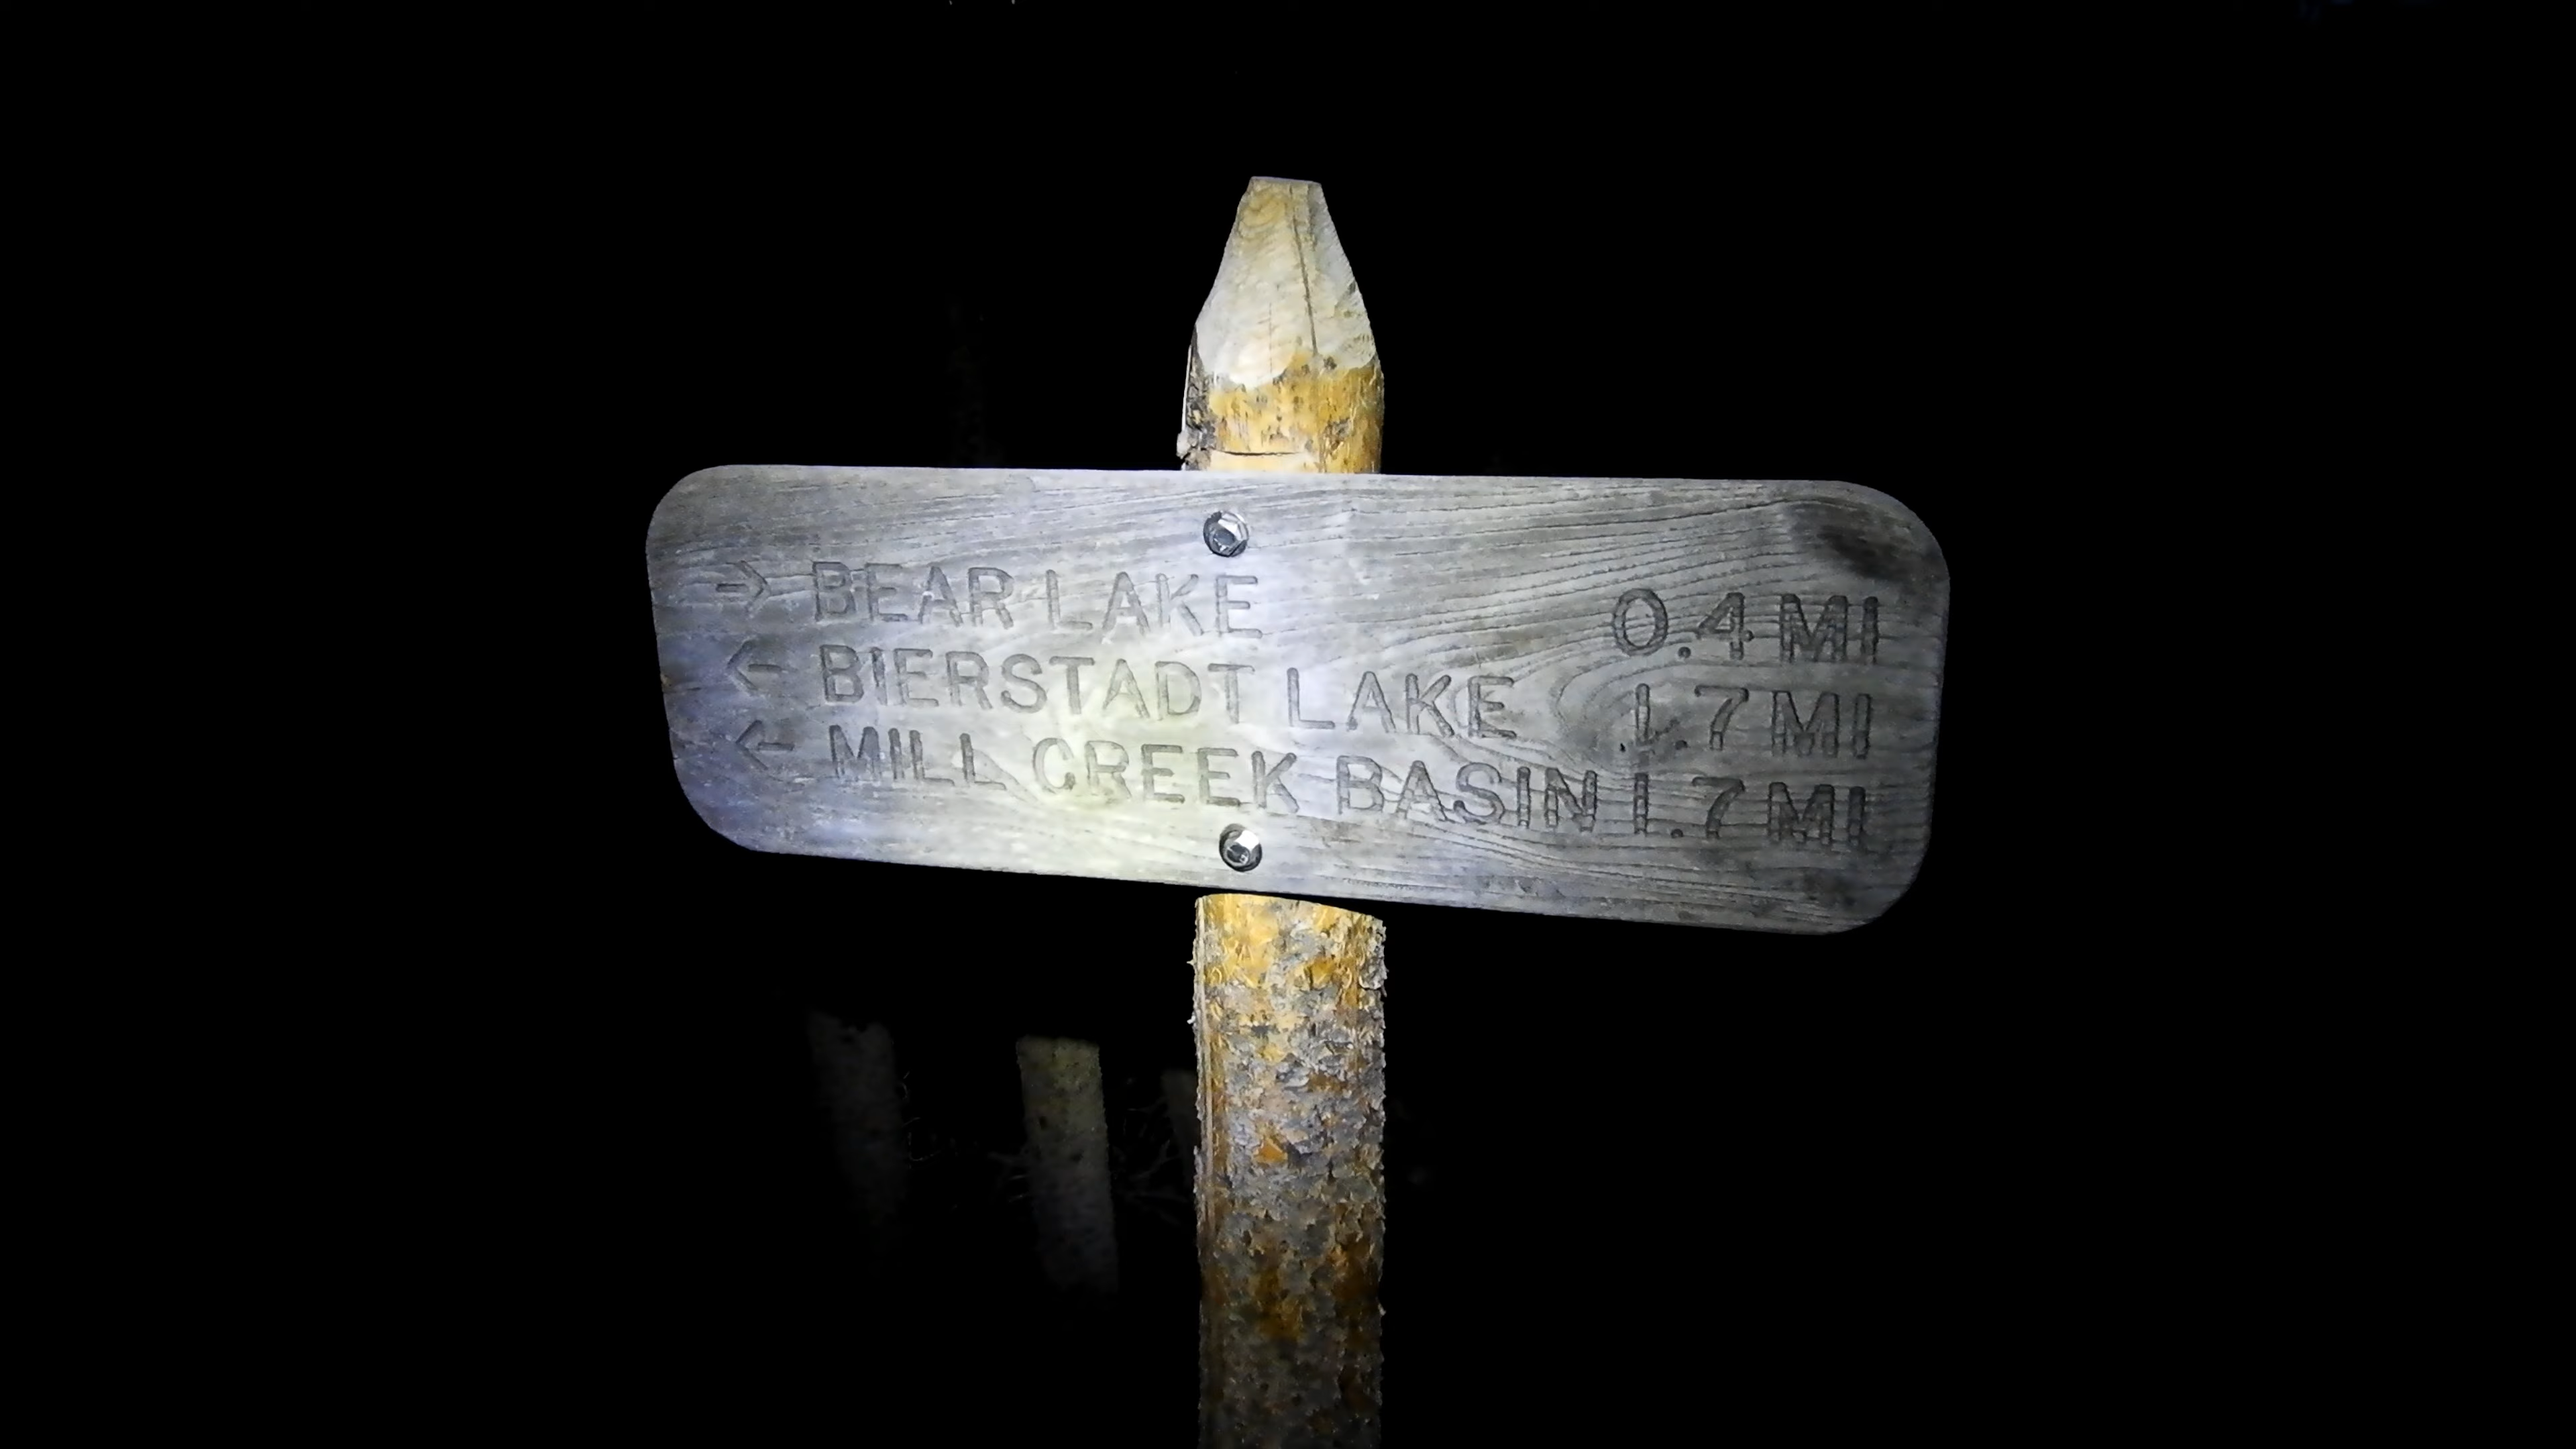 → BEAR LAKE 0.4 MI
← BIERSTADT LAKE 1.7 MI
← MILL CREEK BASIN 1.7 MI